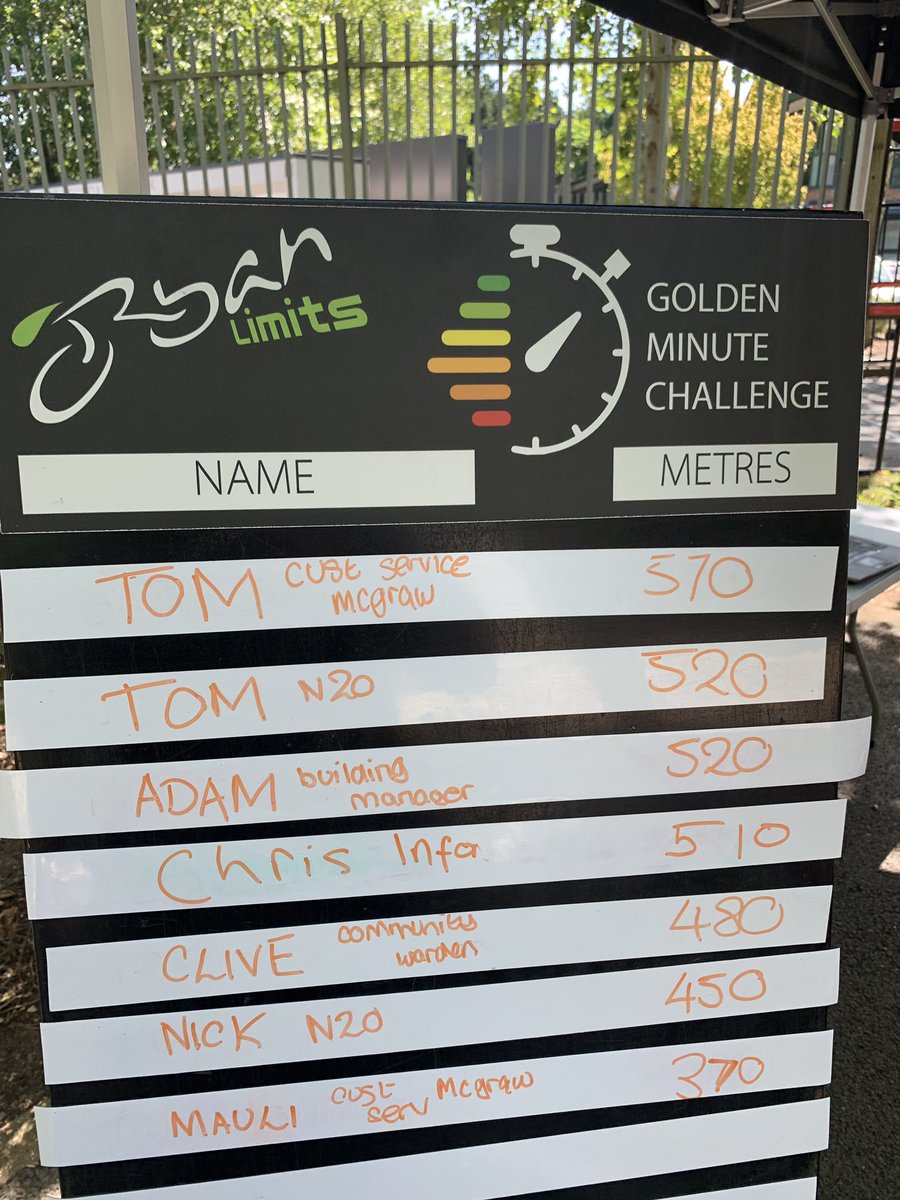 Ryan
Limits
GOLDEN
MINUTE
CHALLENGE
NAME METRES
TOM cust service mcgraw 570
TOM N20 520
ADAM building manager 520
Chris Infor 510
CLIVE community warden 480
NICK N20 450
MAULI cust serv Mcgraw 370